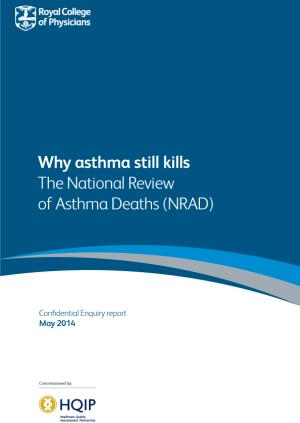 Royal College
of Physicians
Why asthma still kills
The National Review
of Asthma Deaths (NRAD)
Confidential Enquiry report
May 2014
Commissioned by:
HQIP
Healthcare Quality
Improvement Partnership